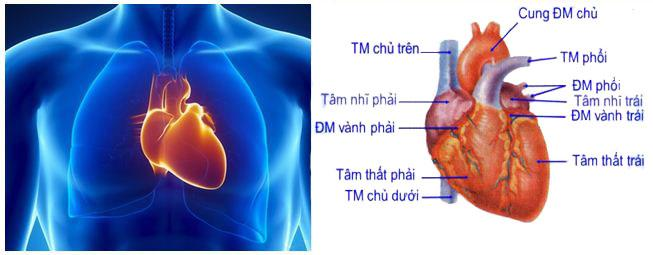 Cung ĐM chủ
TM chủ trên
TM phổi
ĐM phổi
Tâm nhĩ phải
Tâm nhĩ trái
ĐM vành phải
ĐM vành trái
Tâm thất phải
Tâm thất trái
TM chủ dưới